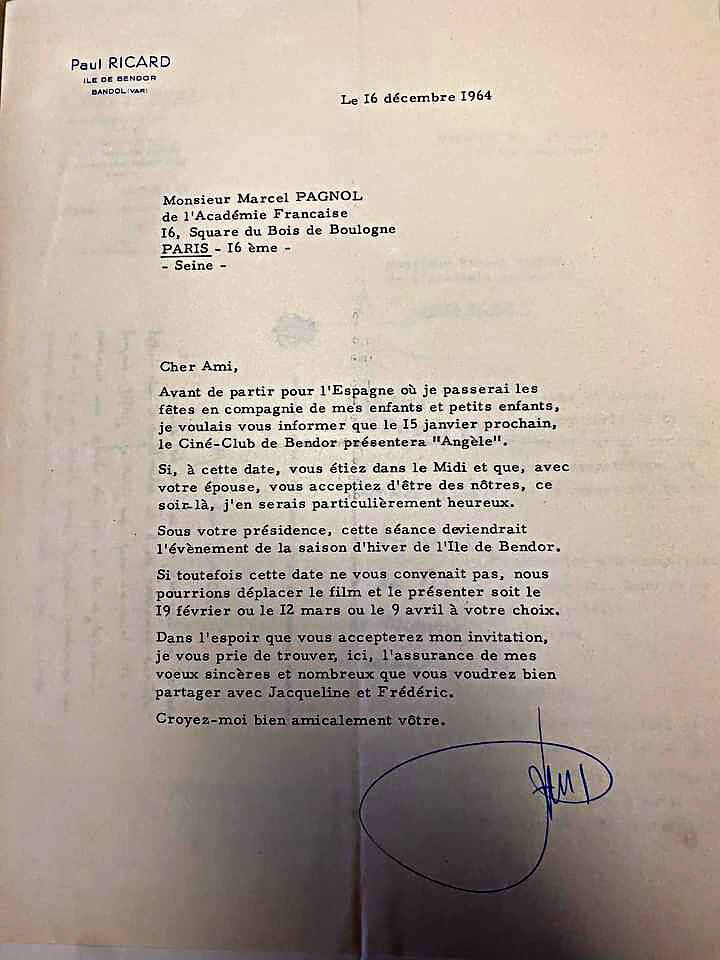 Paul RICARD
ILE DE BENDOR
BANDOL (VAR)
Le 16 décembre 1964
Monsieur Marcel PAGNOL
de l'Académie Francaise
16, Square du Bois de Boulogne
PARIS - 16 ème -
- Seine -
Cher Ami,
Avant de partir pour l'Espagne où je passerai les
fêtes en compagnie de mes enfants et petits enfants,
je voulais vous informer que le 15 janvier prochain,
le Ciné-Club de Bendor présentera "Angèle".
Si, à cette date, vous étiez dans le Midi et que, avec
votre épouse, vous acceptiez d'être des nôtres, ce
soir-là, j'en serais particulièrement heureux.
Sous votre présidence, cette séance deviendrait
l'évènement de la saison d'hiver de l'Ile de Bendor.
Si toutefois cette date ne vous convenait pas, nous
pourrions déplacer le film et le présenter soit le
19 février ou le 12 mars ou le 9 avril à votre choix.
Dans l'espoir que vous accepterez mon invitation,
je vous prie de trouver, ici, l'assurance de mes
voeux sincères et nombreux que vous voudrez bien
partager avec Jacqueline et Frédéric.
Croyez-moi bien amicalement vôtre.